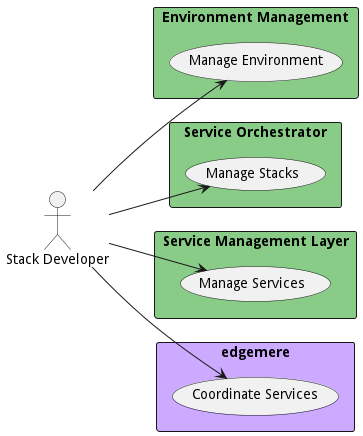 Environment Management
Manage Environment
Service Orchestrator
Manage Stacks
Stack Developer
Service Management Layer
Manage Services
edgemere
Coordinate Services